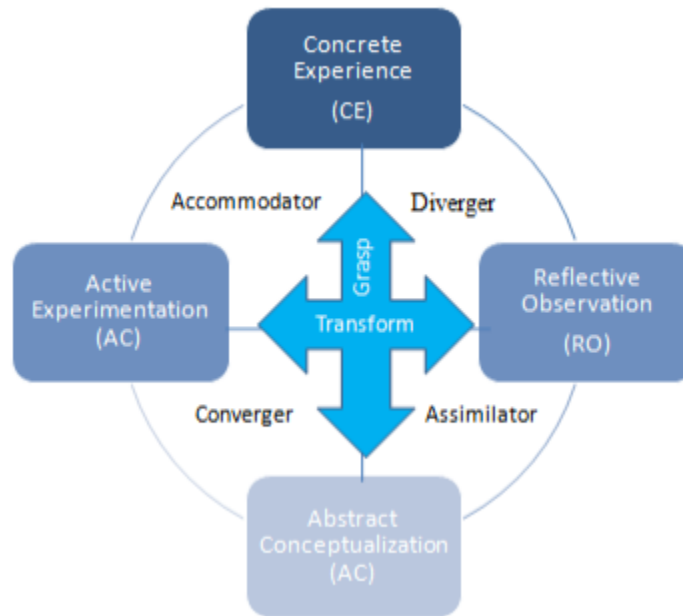 Concrete
Experience
(CE)
Accommodator
Diverger
Grasp
Active
Experimentation
(AC)
Transform
Reflective
Observation
(RO)
Converger
Assimilator
Abstract
Conceptualization
(AC)